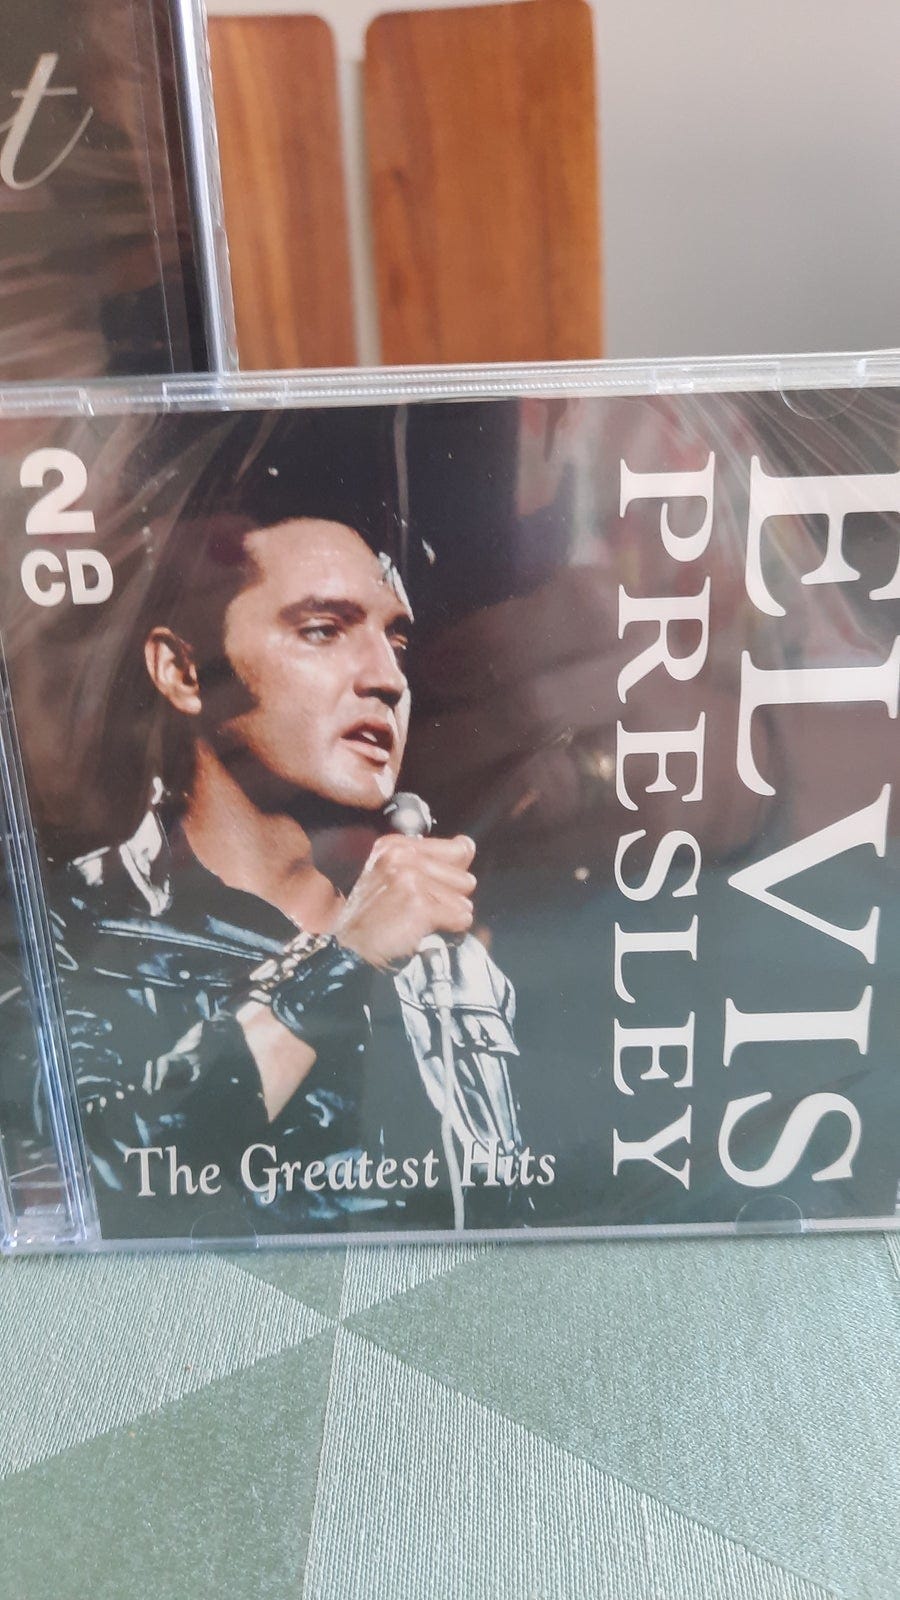 t
2
CD
ELVIS
PRESLEY
The Greatest Hits